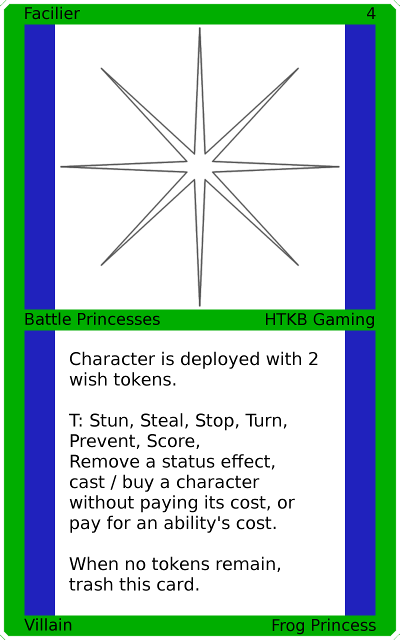 Facilier 4
Battle Princesses HTKB Gaming
Character is deployed with 2
wish tokens.
T: Stun, Steal, Stop, Turn,
Prevent, Score,
Remove a status effect,
cast / buy a character
without paying its cost, or
pay for an ability's cost.
When no tokens remain,
trash this card.
Villain Frog Princess